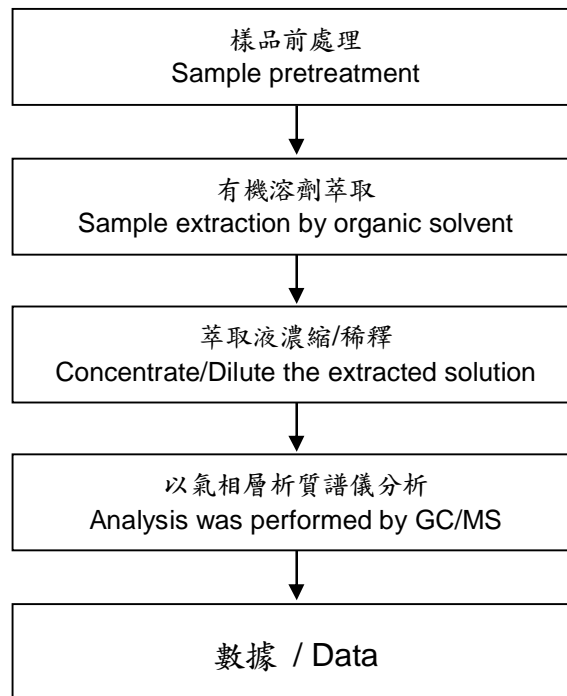 樣品前處理
Sample pretreatment
有機溶劑萃取
Sample extraction by organic solvent
萃取液濃縮/稀釋
Concentrate/Dilute the extracted solution
以氣相層析質譜儀分析
Analysis was performed by GC/MS
數據 / Data